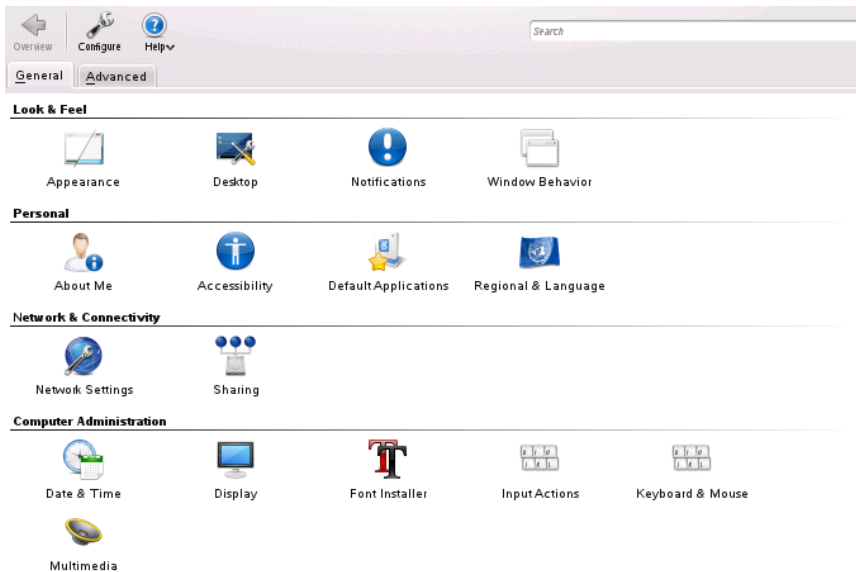 Overview Configure Help
Search
General Advanced
Look & Feel
Appearance Desktop Notifications Window Behavior
Personal
About Me Accessibility Default Applications Regional & Language
Network & Connectivity
Network Settings Sharing
Computer Administration
Date & Time Display Font Installer Input Actions Keyboard & Mouse
Multimedia